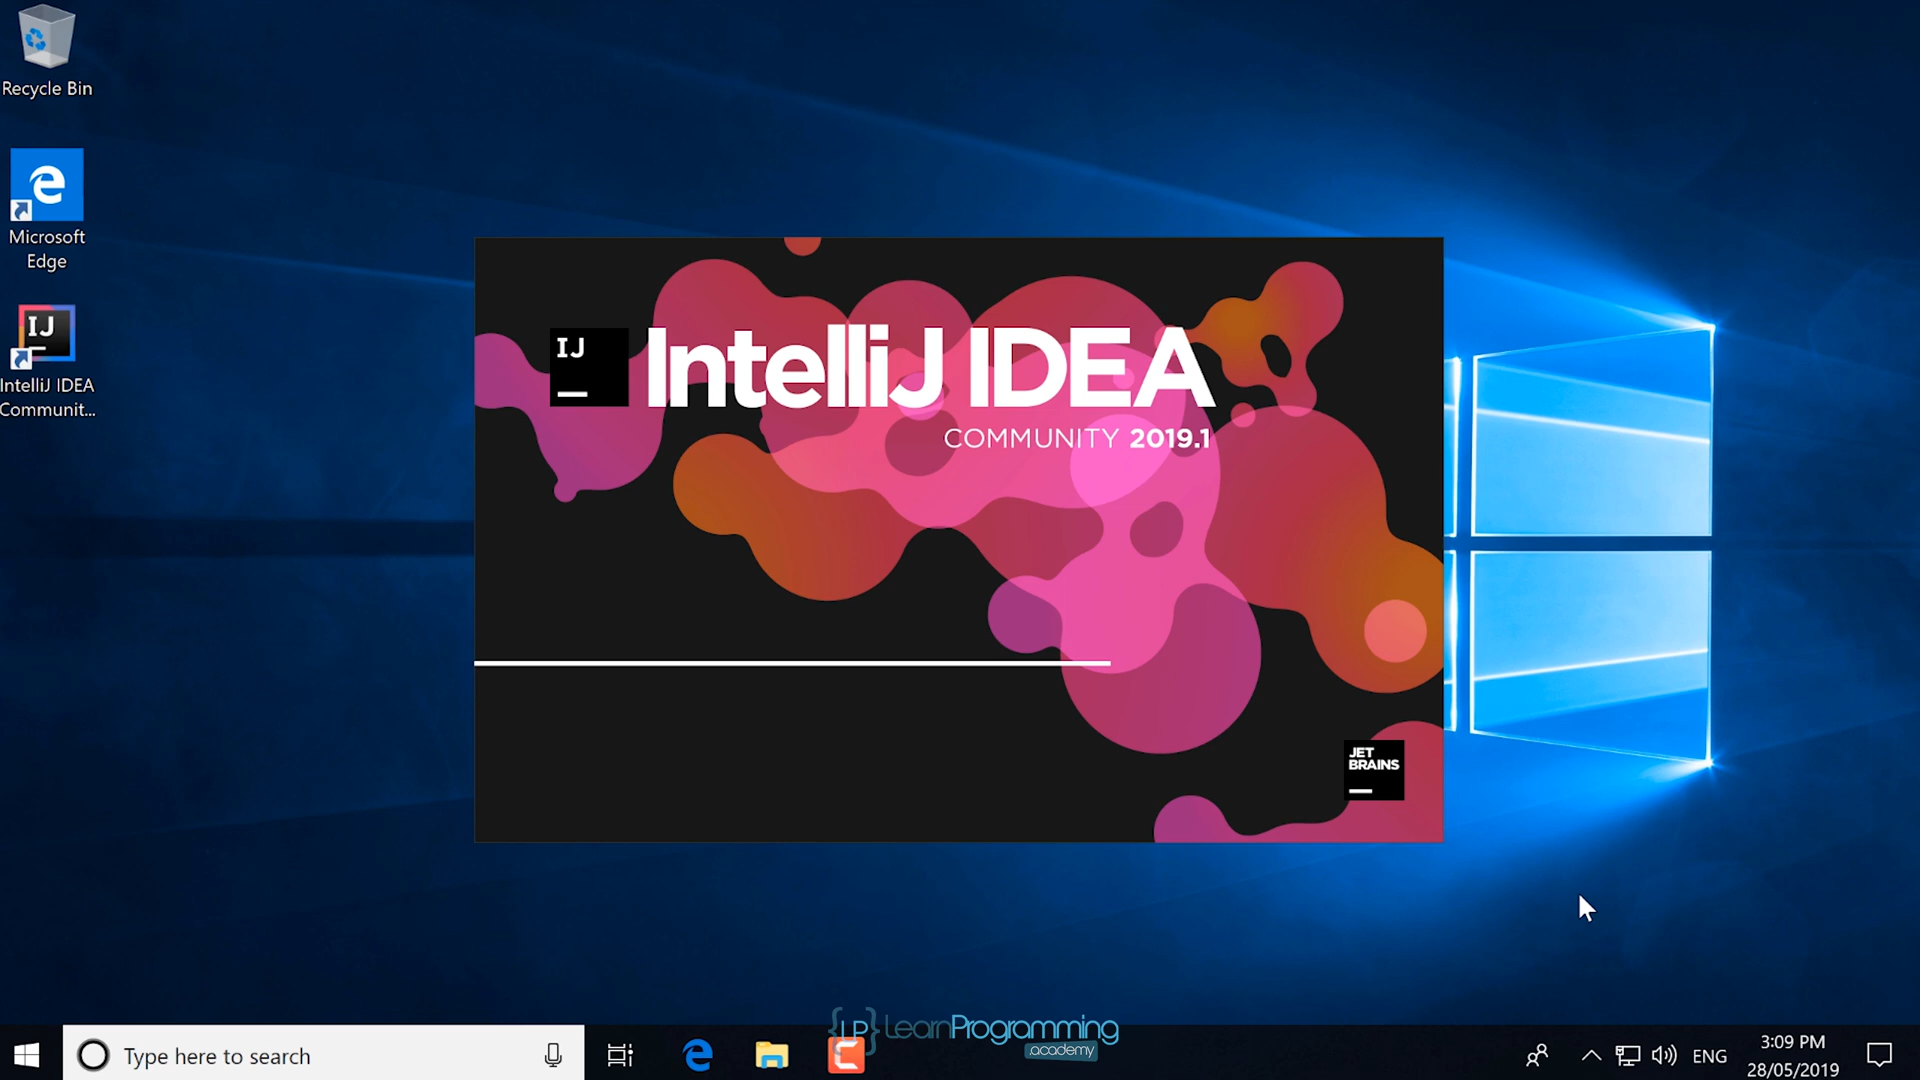 Recycle Bin
Microsoft
Edge
IJ
IntelliJ IDEA
Communit...
IJ
IntelliJ IDEA
COMMUNITY 2019.1
JET
BRAINS
{LP} LearnProgramming
.academy
Type here to search
ENG
3:09 PM
28/05/2019